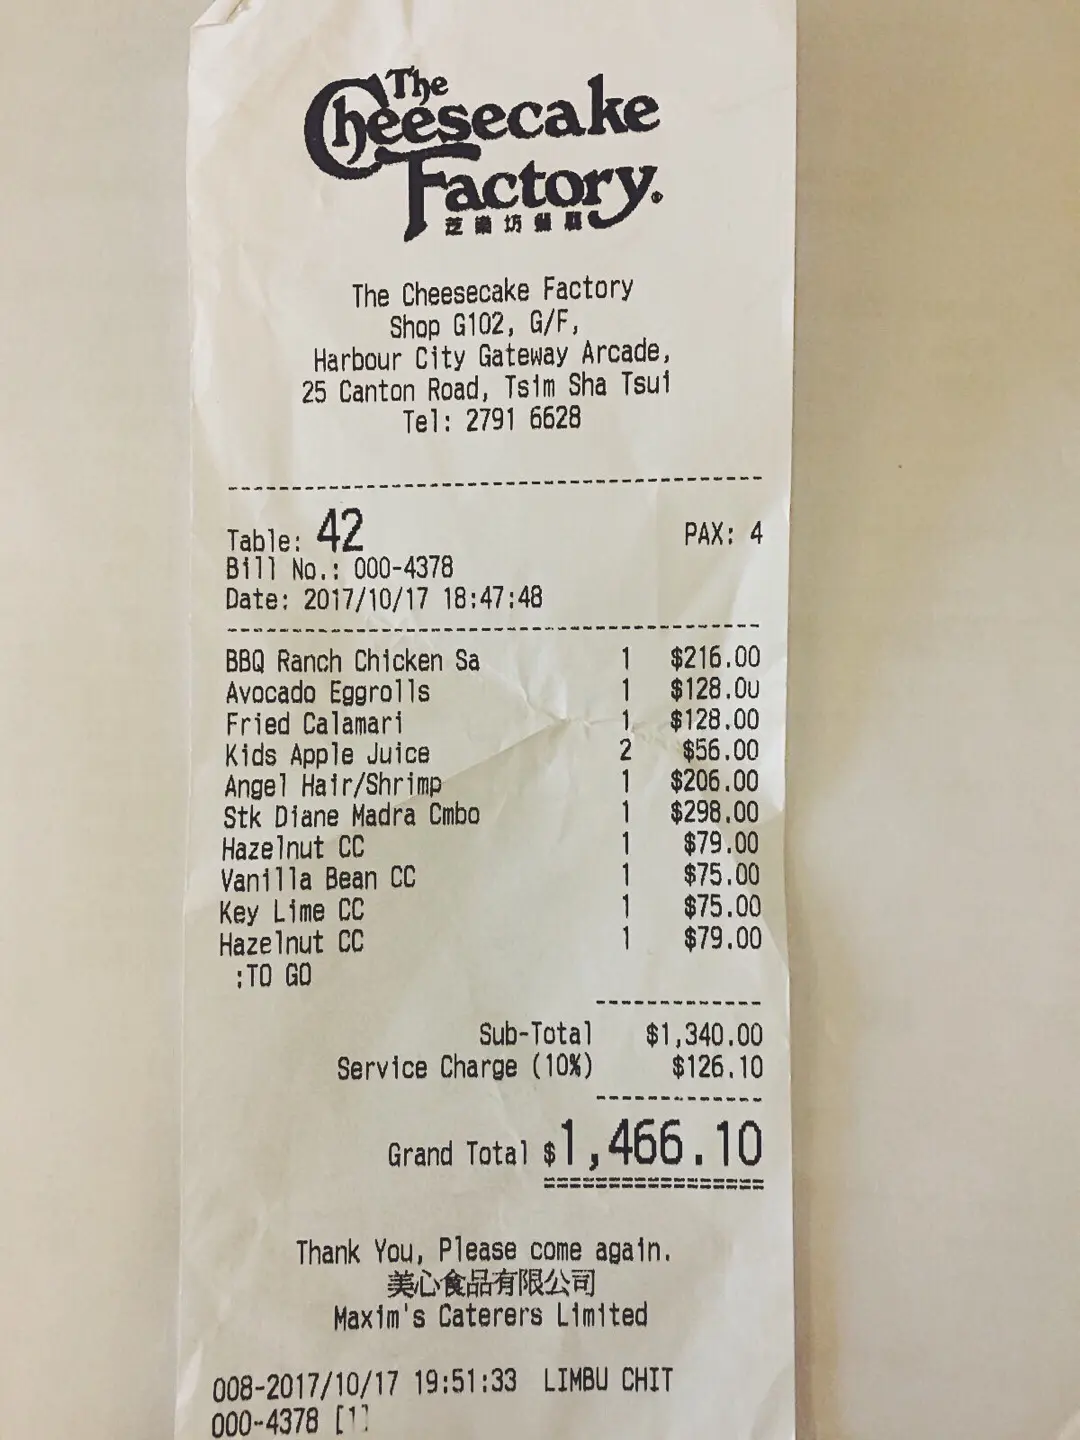 The
Cheesecake
Factory®
芝樂坊餐廳
The Cheesecake Factory
Shop G102, G/F,
Harbour City Gateway Arcade,
25 Canton Road, Tsim Sha Tsui
Tel: 2791 6628
Table: 42 PAX: 4
Bill No.: 000-4378
Date: 2017/10/17 18:47:48
BBQ Ranch Chicken Sa 1 $216.00
Avocado Eggrolls 1 $128.00
Fried Calamari 1 $128.00
Kids Apple Juice 2 $56.00
Angel Hair/Shrimp 1 $206.00
Stk Diane Madra Cmbo 1 $298.00
Hazelnut CC 1 $79.00
Vanilla Bean CC 1 $75.00
Key Lime CC 1 $75.00
Hazelnut CC 1 $79.00
:TO GO
Sub-Total $1,340.00
Service Charge (10%) $126.10
Grand Total $1,466.10
Thank You, Please come again.
美心食品有限公司
Maxim's Caterers Limited
008-2017/10/17 19:51:33 LIMBU CHIT
000-4378 [1]